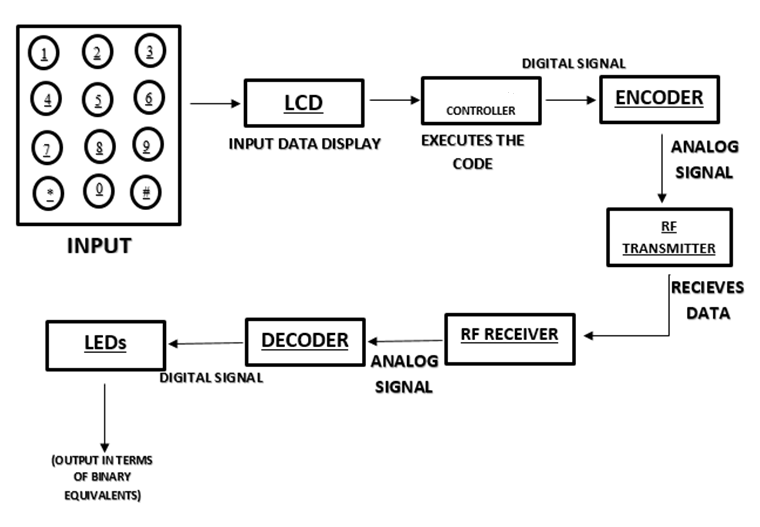 1 2 3
4 5 6
7 8 9
* 0 #
INPUT
LCD
INPUT DATA DISPLAY
CONTROLLER
EXECUTES THE
CODE
DIGITAL SIGNAL
ENCODER
ANALOG
SIGNAL
RF
TRANSMITTER
RECIEVES
DATA
RF RECEIVER
ANALOG
SIGNAL
DECODER
DIGITAL SIGNAL
LEDs
(OUTPUT IN TERMS
OF BINARY
EQUIVALENTS)